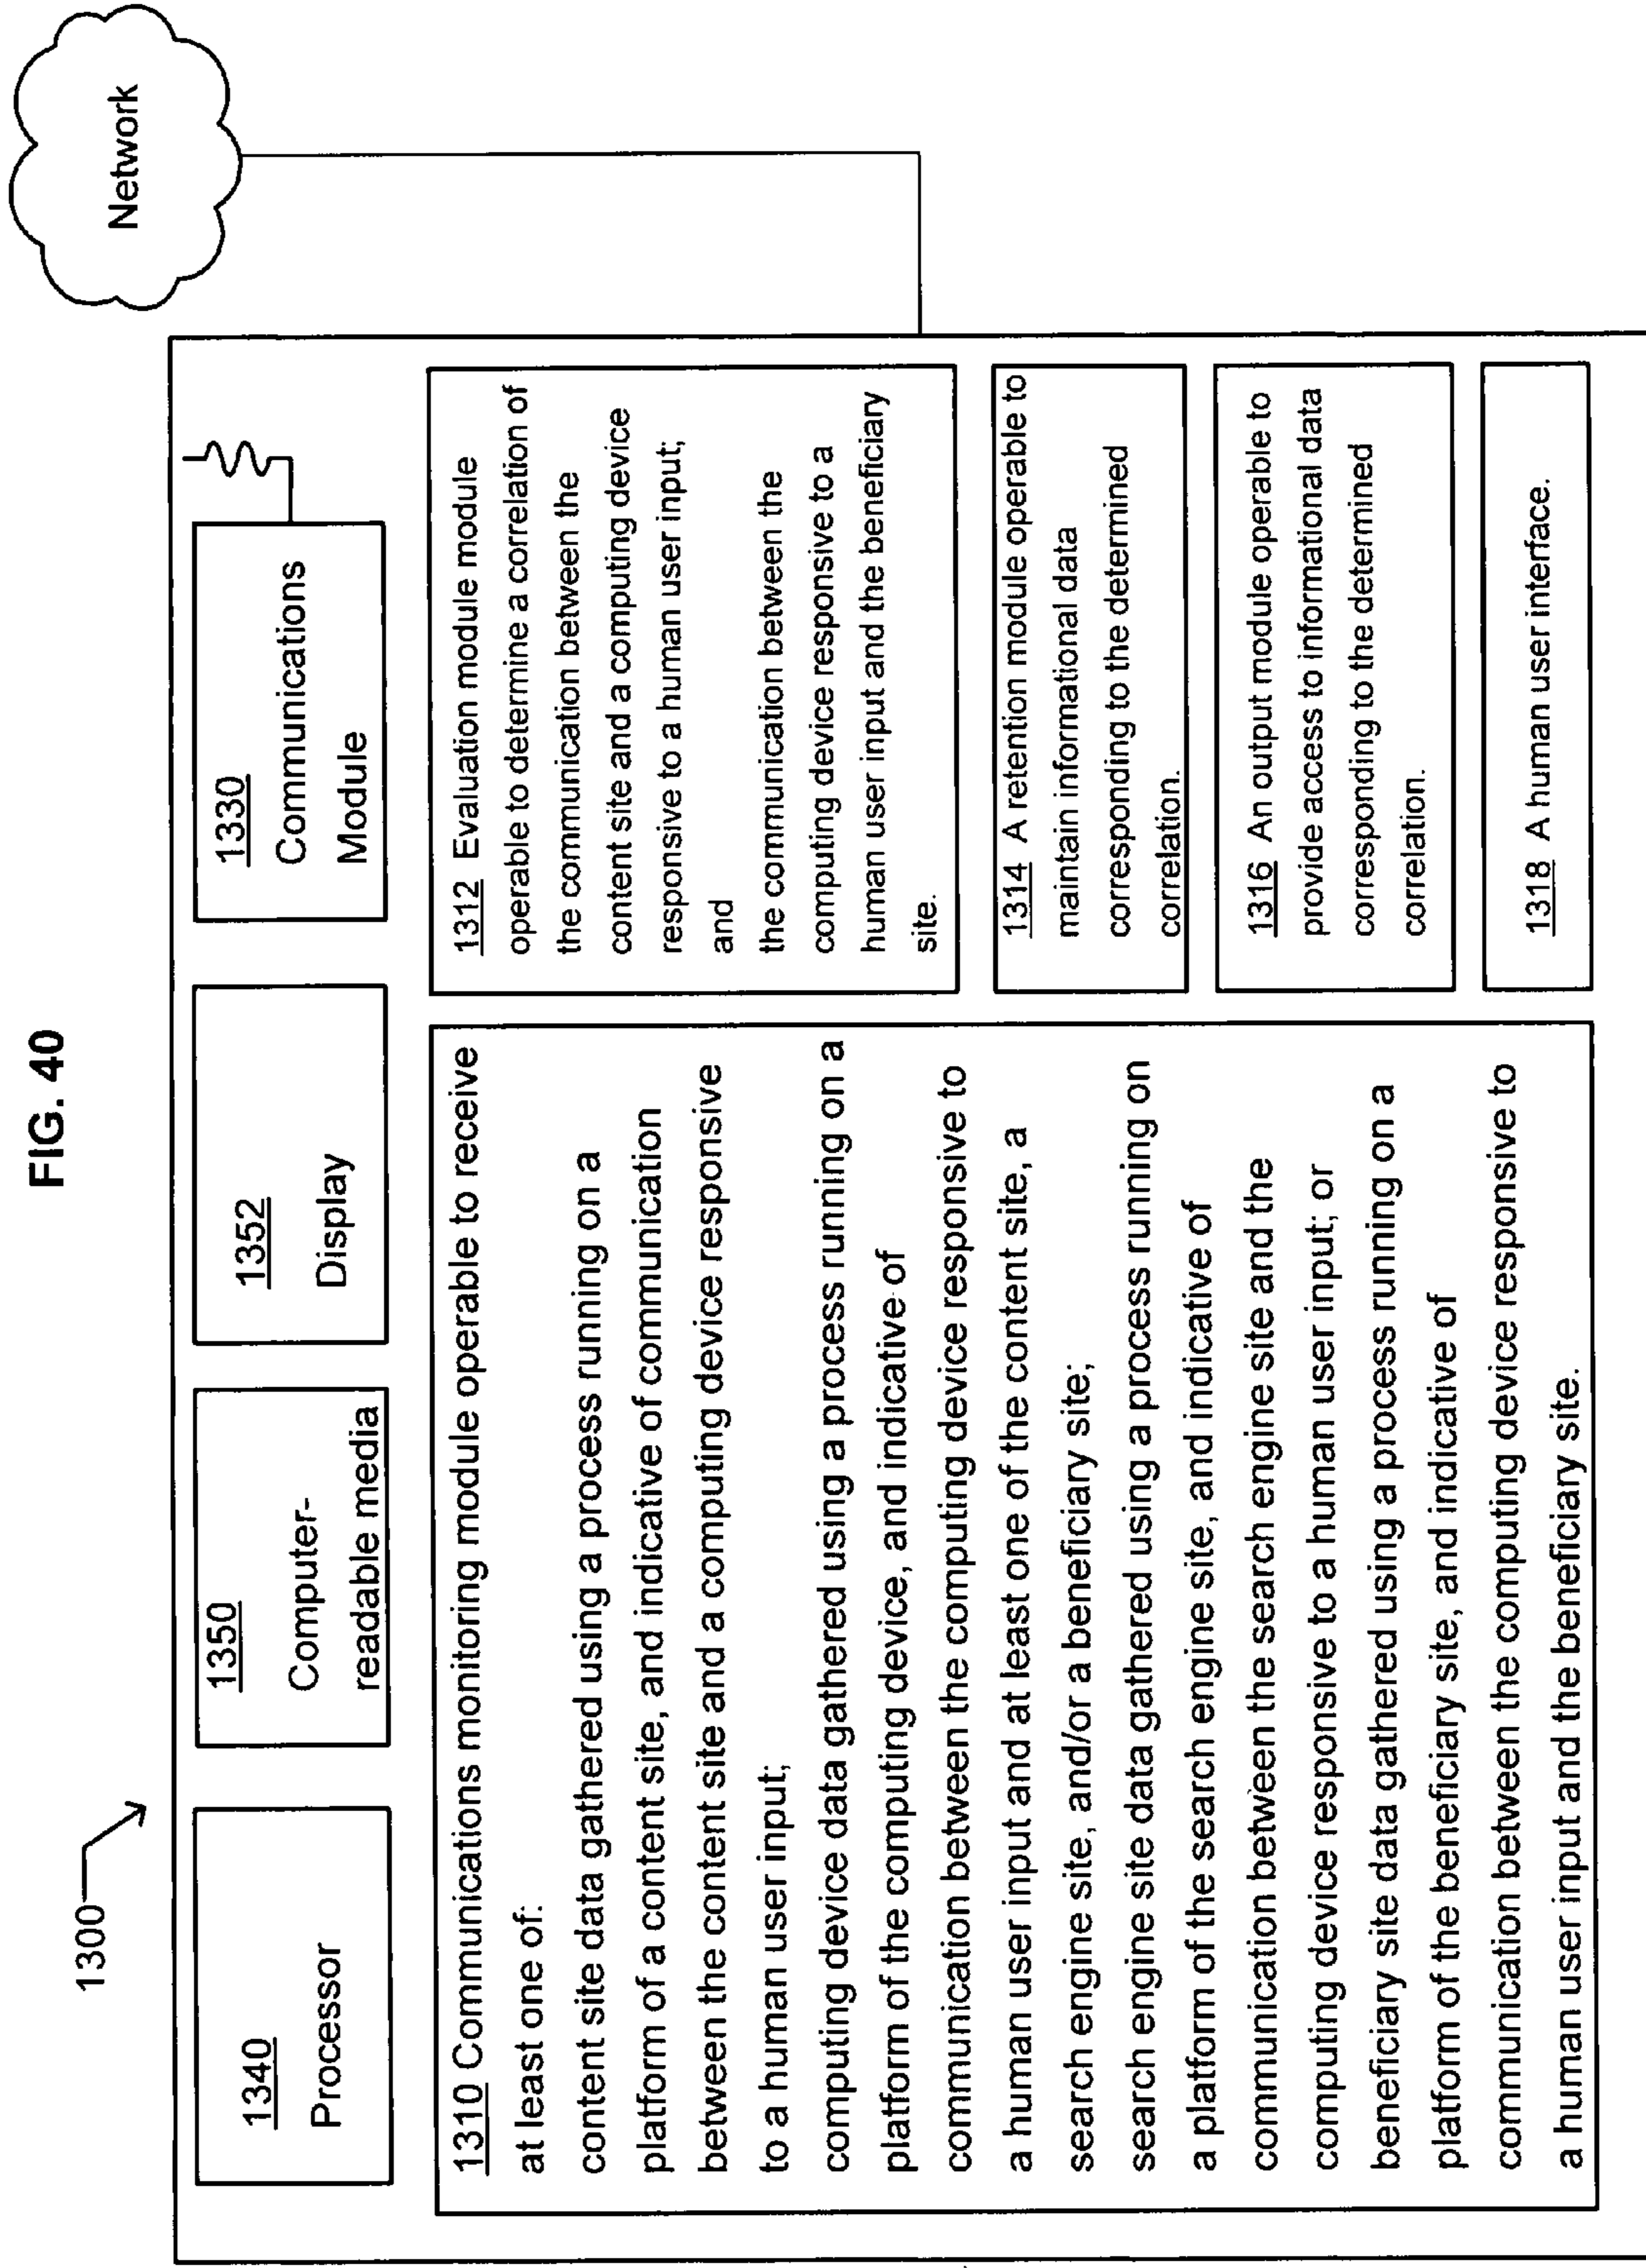 FIG. 40
1300
Network
1340
Processor
1350
Computer-
readable media
1352
Display
1330
Communications
Module
1310 Communications monitoring module operable to receive
at least one of:
content site data gathered using a process running on a
platform of a content site, and indicative of communication
between the content site and a computing device responsive
to a human user input;
computing device data gathered using a process running on a
platform of the computing device, and indicative of
communication between the computing device responsive to
a human user input and at least one of the content site, a
search engine site, and/or a beneficiary site;
search engine site data gathered using a process running on
a platform of the search engine site, and indicative of
communication between the search engine site and the
computing device responsive to a human user input; or
beneficiary site data gathered using a process running on a
platform of the beneficiary site, and indicative of
communication between the computing device responsive to
a human user input and the beneficiary site.
1312 Evaluation module module
operable to determine a correlation of
the communication between the
content site and a computing device
responsive to a human user input;
and
the communication between the
computing device responsive to a
human user input and the beneficiary
site.
1314 A retention module operable to
maintain informational data
corresponding to the determined
correlation.
1316 An output module operable to
provide access to informational data
corresponding to the determined
correlation.
1318 A human user interface.